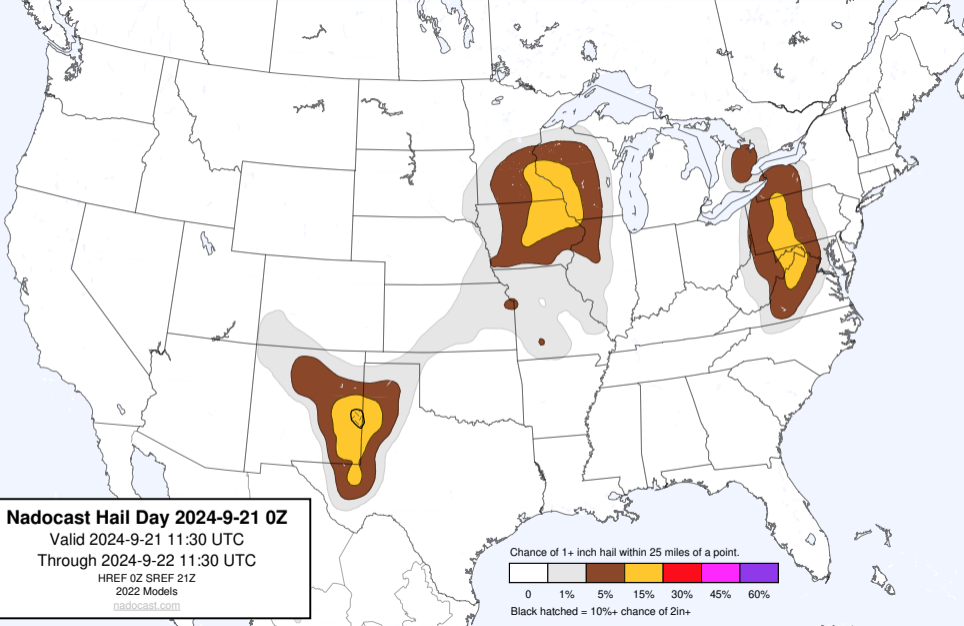 Nadocast Hail Day 2024-9-21 0Z
Valid 2024-9-21 11:30 UTC
Through 2024-9-22 11:30 UTC
HREF 0Z SREF 21Z
2022 Models
nadocast.com
Chance of 1+ inch hail within 25 miles of a point.
0 1% 5% 15% 30% 45% 60%
Black hatched = 10%+ chance of 2in+